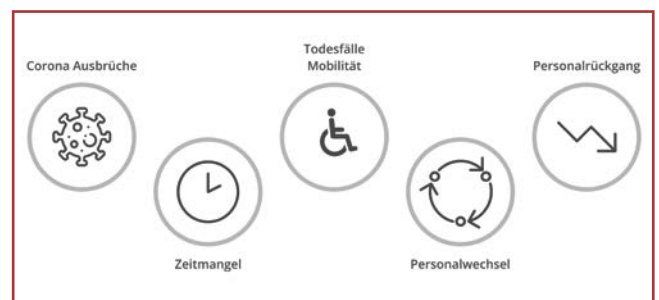 Corona Ausbrüche
Todesfälle
Mobilität
Personalrückgang
Zeitmangel
Personalwechsel